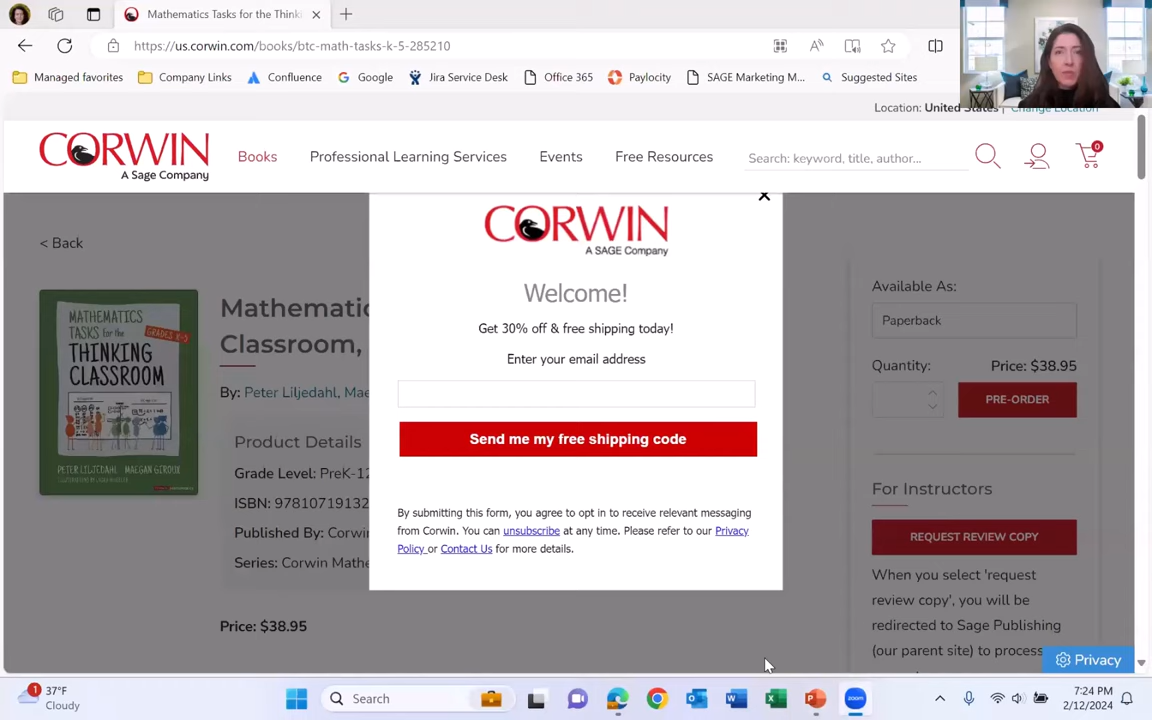 Mathematics Tasks for the Thinki
https://us.corwin.com/books/btc-math-tasks-k-5-285210
Managed favorites
Company Links
Confluence
Google
Jira Service Desk
Office 365
Paylocity
SAGE Marketing M...
Suggested Sites
Location: United States | Change Location
CORWIN
A Sage Company
Books
Professional Learning Services
Events
Free Resources
Search: keyword, title, author...
0
< Back
MATHEMATICS
TASKS for the
GRADES K-5
THINKING
CLASSROOM
PETER LILJEDAHL MAEGAN GIROUX
Mathematic
Classroom,
By: Peter Liljedahl, Mae
Product Details
Grade Level: PreK-12
ISBN: 97810719132
Published By: Corwi
Series: Corwin Mathe
Price: $38.95
×
CORWIN
A SAGE Company
Welcome!
Get 30% off & free shipping today!
Enter your email address
Send me my free shipping code
By submitting this form, you agree to opt in to receive relevant messaging
from Corwin. You can unsubscribe at any time. Please refer to our Privacy
Policy or Contact Us for more details.
Available As:
Paperback
Quantity:
Price: $38.95
PRE-ORDER
For Instructors
REQUEST REVIEW COPY
When you select 'request
review copy', you will be
redirected to Sage Publishing
(our parent site) to process
Privacy
1
37°F
Cloudy
Search
7:24 PM
2/12/2024